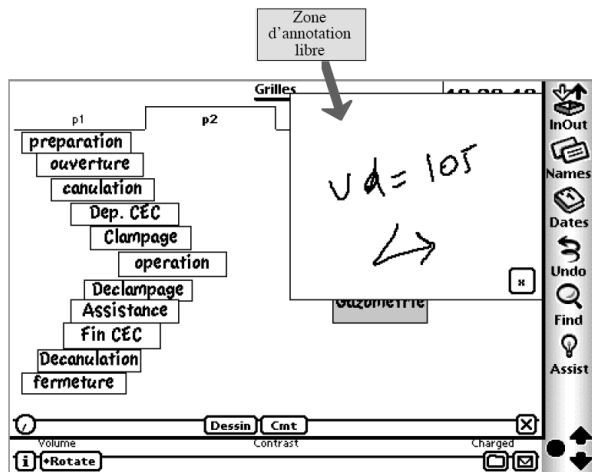 Zone
d'annotation
libre
Grilles
p1
p2
preparation
ouverture
canulation
Dep. CEC
Clampage
operation
Declampage
Assistance
Fin CEC
Decanulation
fermeture
Vd = 105
Gazometrie
x
Dessin
Cmt
Volume
Contrast
Charged
i
Rotate
InOut
Names
Dates
Undo
Find
Assist